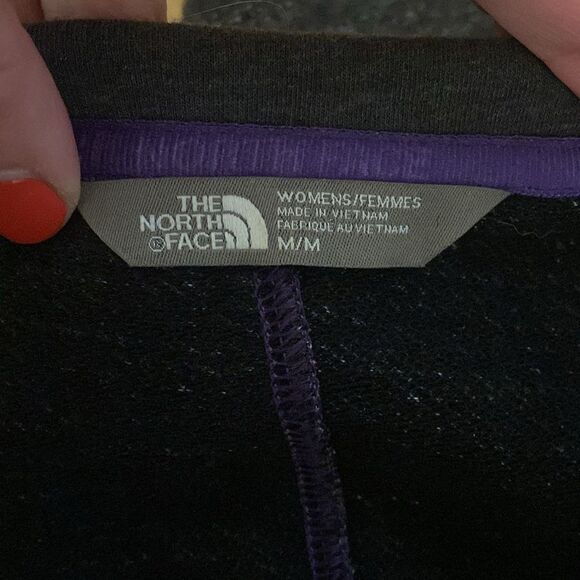 THE
NORTH
FACE
WOMENS/FEMMES
MADE IN VIETNAM
FABRIQUE AU VIETNAM
M/M